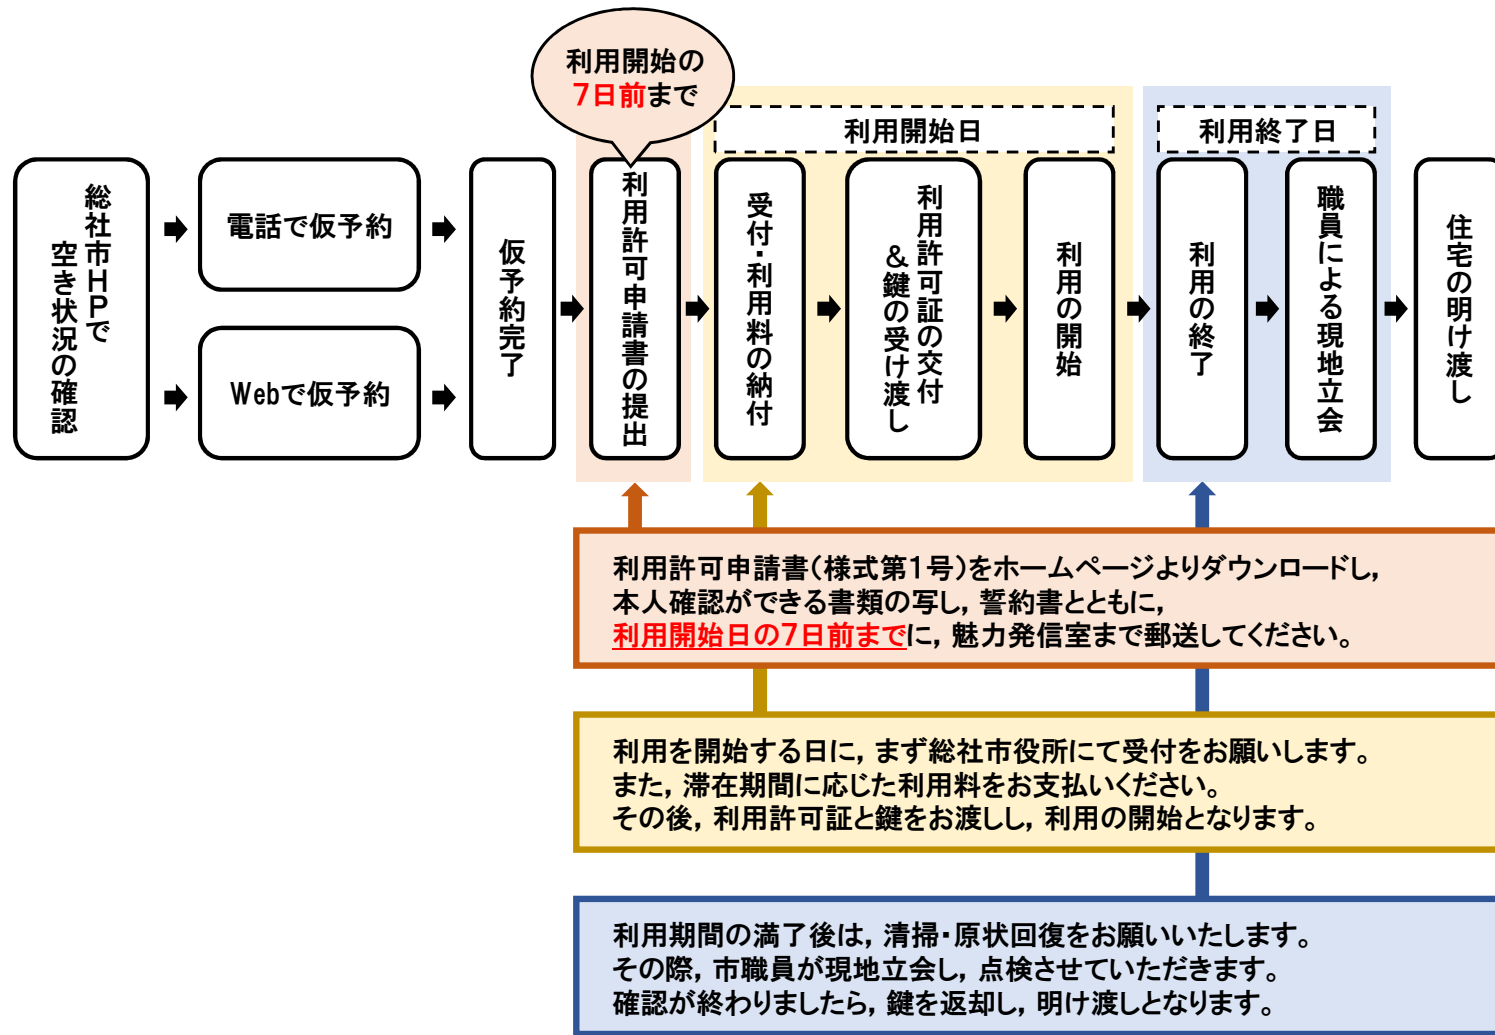 利用開始の
7日前まで
利用開始日
利用終了日
総社市HPで
空き状況の確認
電話で仮予約
Webで仮予約
仮予約完了
利用許可申請書の提出
受付・利用料の納付
利用許可証の交付
＆鍵の受け渡し
利用の開始
利用の終了
職員による現地立会
住宅の明け渡し
利用許可申請書(様式第1号)をホームページよりダウンロードし，
本人確認ができる書類の写し，誓約書とともに，
利用開始日の7日前までに，魅力発信室まで郵送してください。
利用を開始する日に，まず総社市役所にて受付をお願いします。
また，滞在期間に応じた利用料をお支払いください。
その後，利用許可証と鍵をお渡しし，利用の開始となります。
利用期間の満了後は，清掃・原状回復をお願いいたします。
その際，市職員が現地立会し，点検させていただきます。
確認が終わりましたら，鍵を返却し，明け渡しとなります。